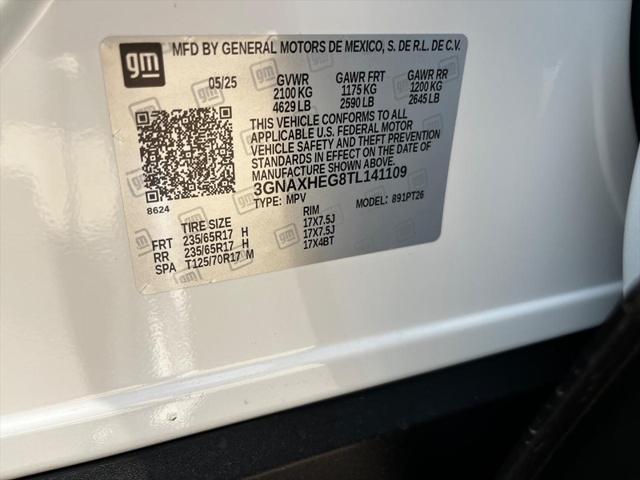 gm
MFD BY GENERAL MOTORS DE MEXICO, S. DE R.L. DE C.V.
05/25 GVWR GAWR FRT GAWR RR
2100 KG 1175 KG 1200 KG
4629 LB 2590 LB 2645 LB
THIS VEHICLE CONFORMS TO ALL
APPLICABLE U.S. FEDERAL MOTOR
VEHICLE SAFETY AND THEFT PREVENTION
STANDARDS IN EFFECT ON THE DATE OF
MANUFACTURE SHOWN ABOVE.
3GNAXHEG8TL141109
8624 TYPE: MPV MODEL: 891PT26
TIRE SIZE RIM
FRT 235/65R17 H 17X7.5J
RR 235/65R17 H 17X7.5J
SPA T125/70R17 M 17X4BT